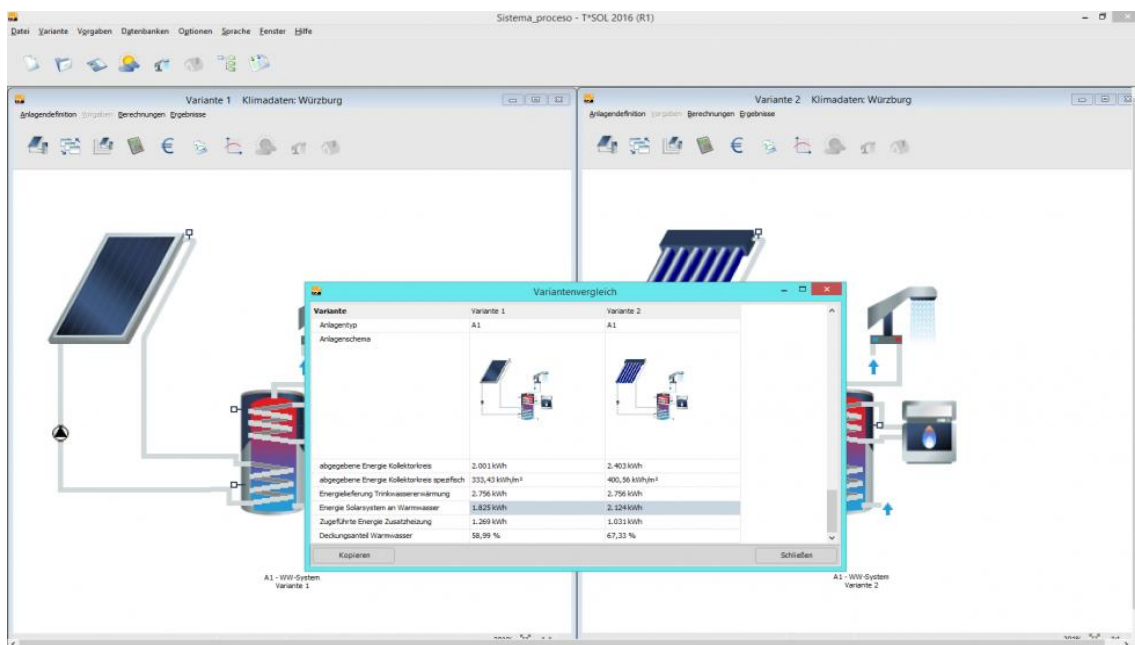 Sistema_proceso - T*SOL 2016 (R1)
Datei Variante Vorgaben Datenbanken Optionen Sprache Fenster Hilfe
Variante 1 Klimadaten: Würzburg
Anlagendefinition Vorgaben Berechnungen Ergebnisse
Variante 2 Klimadaten: Würzburg
Anlagendefinition Vorgaben Berechnungen Ergebnisse
Variantenvergleich
Variante Variante 1 Variante 2
Anlagentyp A1 A1
Anlagenschema
abgegebene Energie Kollektorkreis 2.001 kWh 2.403 kWh
abgegebene Energie Kollektorkreis spezifisch 333,43 kWh/m² 400,56 kWh/m²
Energielieferung Trinkwassererwärmung 2.756 kWh 2.756 kWh
Energie Solarsystem an Warmwasser 1.825 kWh 2.124 kWh
Zugeführte Energie Zusatzheizung 1.269 kWh 1.031 kWh
Deckungsanteil Warmwasser 58,99 % 67,33 %
Kopieren Schließen
A1 - WW-System
Variante 1
A1 - WW-System
Variante 2